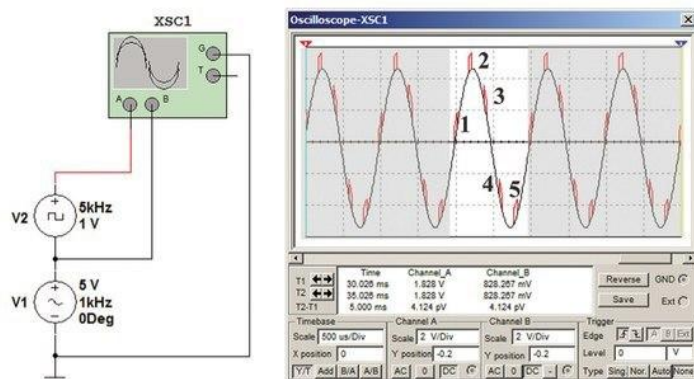 XSC1
G
T
A
B
V2
5kHz
1 V
V1
5 V
1kHz
0Deg
Oscilloscope-XSC1
1
2
3
4
5
Time Channel_A Channel_B
T1 30.026 ms 1.828 V 828.267 mV
T2 35.026 ms 1.828 V 828.267 mV
T2-T1 5.000 ms 4.124 pV 4.124 pV
Reverse
Save
GND
Ext
Timebase
Scale 500 us/Div
X position 0
Y/T Add B/A A/B
Channel A
Scale 2 V/Div
Y position -0.2
AC 0 DC
Channel B
Scale 2 V/Div
Y position -0.2
AC 0 DC -
Trigger
Edge A B Ext
Level 0 V
Type Sing. Nor. Auto None